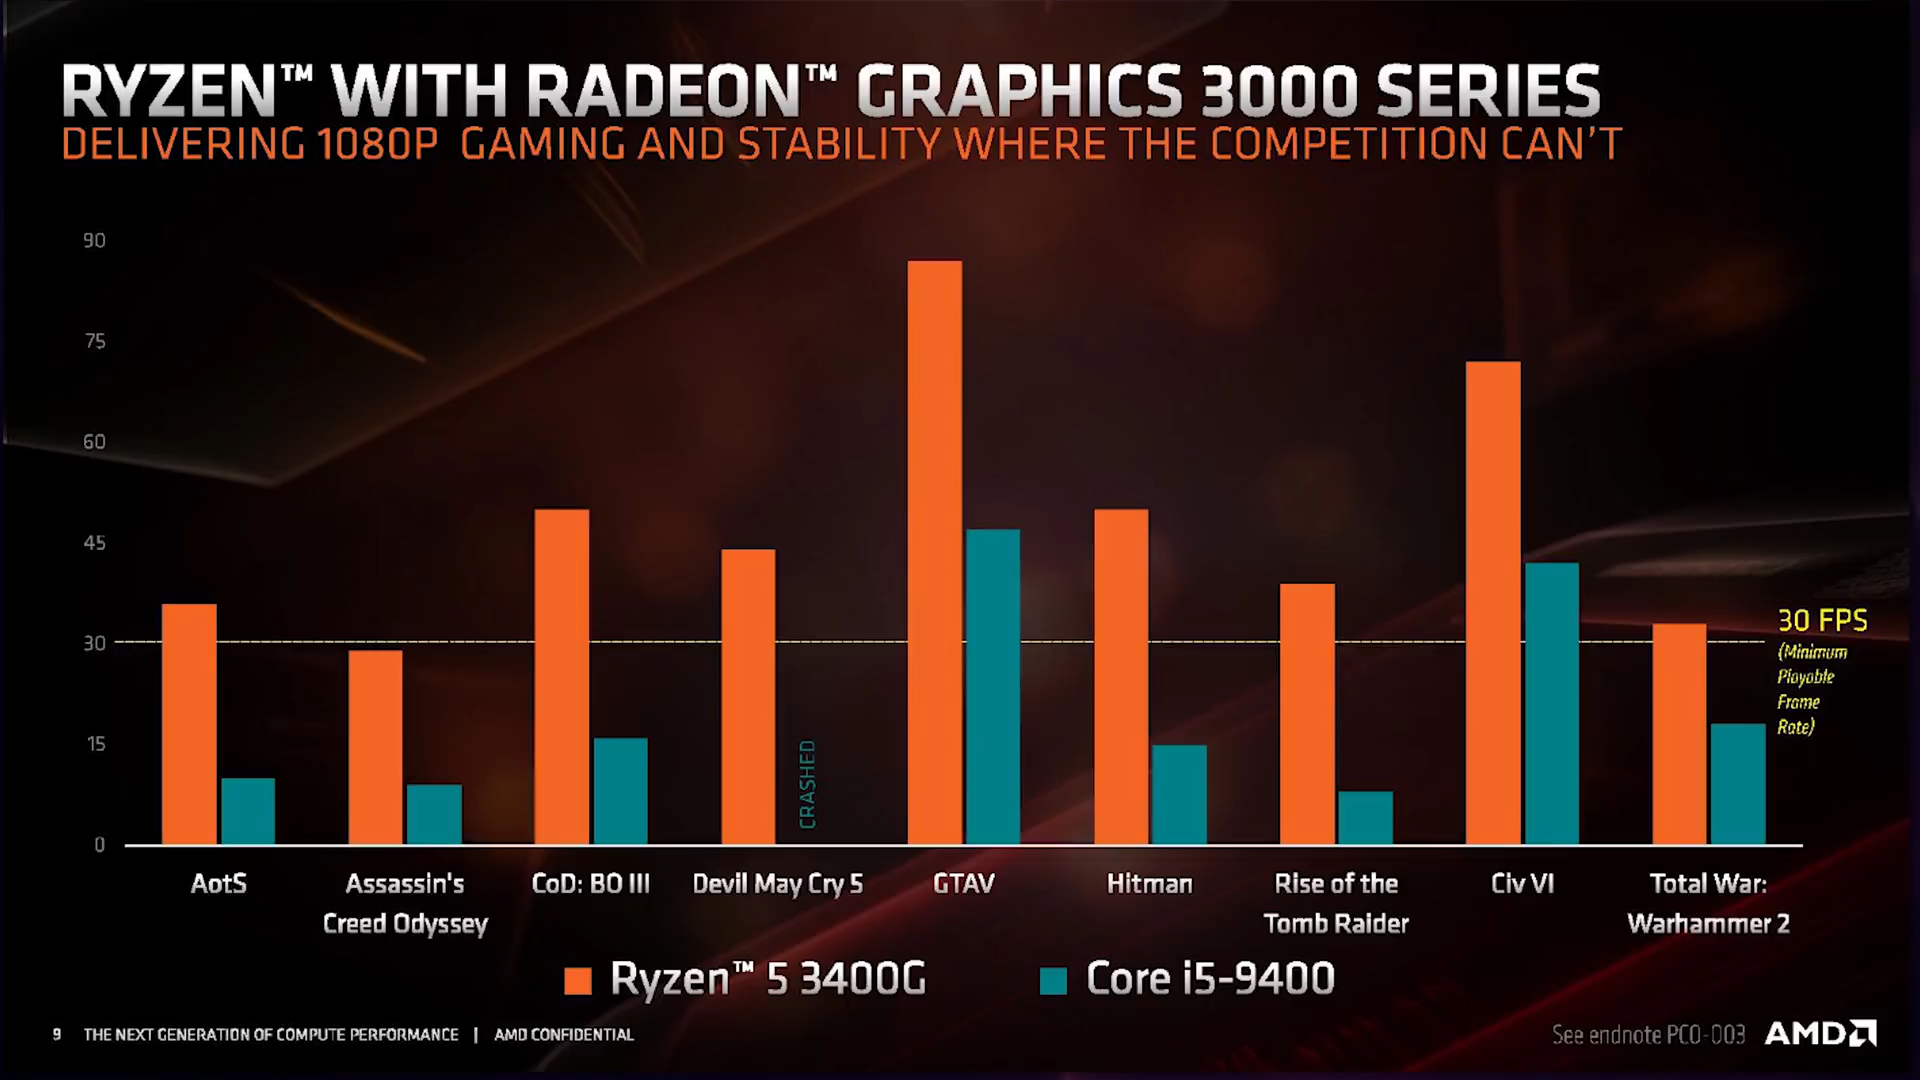 RYZEN™ WITH RADEON™ GRAPHICS 3000 SERIES
DELIVERING 1080P GAMING AND STABILITY WHERE THE COMPETITION CAN'T
90
75
60
45
30
15
0
CRASHED
30 FPS
(Minimum
Playable
Frame
Rate)
AotS
Assassin's
Creed Odyssey
CoD: BO III
Devil May Cry 5
GTAV
Hitman
Rise of the
Tomb Raider
Civ VI
Total War:
Warhammer 2
Ryzen™ 5 3400G
Core i5-9400
9 THE NEXT GENERATION OF COMPUTE PERFORMANCE | AMD CONFIDENTIAL
See endnote PCO-003
AMD